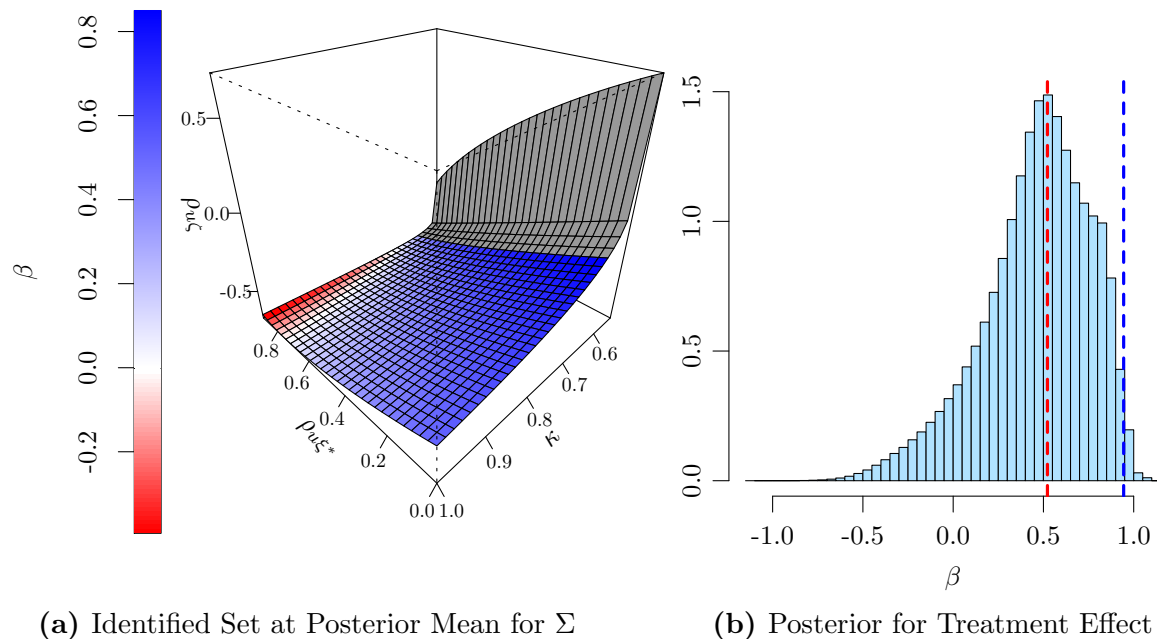 β
0.8
0.6
0.4
0.2
0.0
-0.2
0.5
0.0
-0.5
ρuζ
0.8
0.6
0.4
0.2
0.0
ρuξ*
1.0
0.9
0.8
0.7
0.6
κ
1.5
1.0
0.5
0.0
-1.0 -0.5 0.0 0.5 1.0
β
(a) Identified Set at Posterior Mean for Σ
(b) Posterior for Treatment Effect